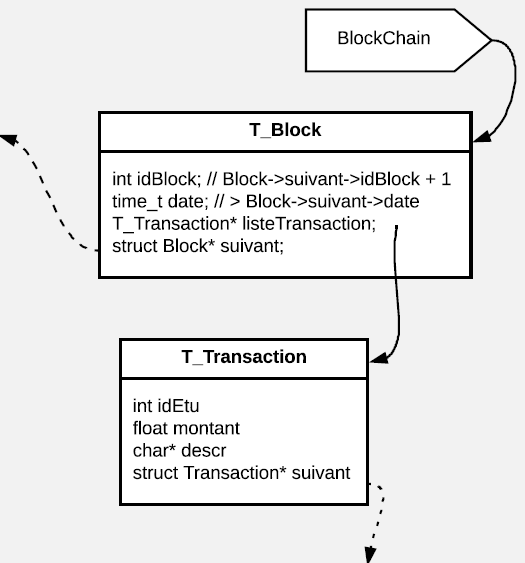 BlockChain
T_Block
int idBlock; // Block->suivant->idBlock + 1
time_t date; // > Block->suivant->date
T_Transaction* listeTransaction;
struct Block* suivant;
T_Transaction
int idEtu
float montant
char* descr
struct Transaction* suivant